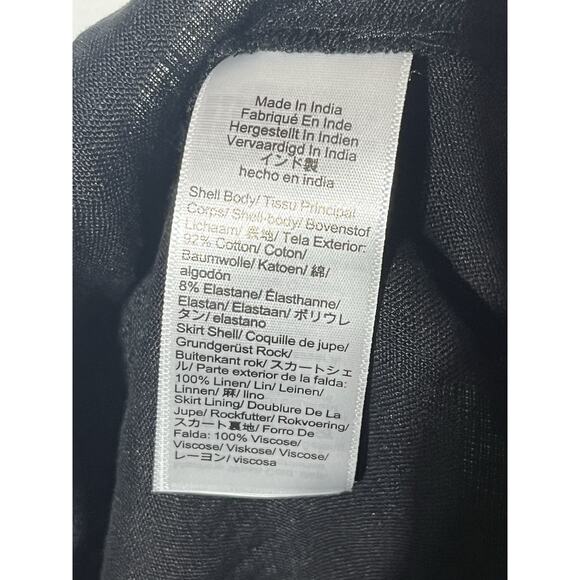 Made In India
Fabriqué En Inde
Hergestellt In Indien
Vervaardigd In India
インド製
hecho en india
Shell Body/ Tissu Principal
Corps/ Shell-body/ Bovenstof
Lichaam/ 表地/ Tela Exterior:
92% Cotton/ Coton/
Baumwolle/ Katoen/ 綿/
algodón
8% Elastane/ Élasthanne/
Elastan/ Elastaan/ ポリウレ
タン/ elastano
Skirt Shell/ Coquille de jupe/
Grundgerüst Rock/
Buitenkant rok/ スカートシェ
ル/ Parte exterior de la falda:
100% Linen/ Lin/ Leinen/
Linnen/ 麻/ lino
Skirt Lining/ Doublure De La
Jupe/ Rockfutter/ Rokvoering/
スカート裏地/ Forro De
Falda: 100% Viscose/
Viscose/ Viskose/ Viscose/
レーヨン/ viscosa